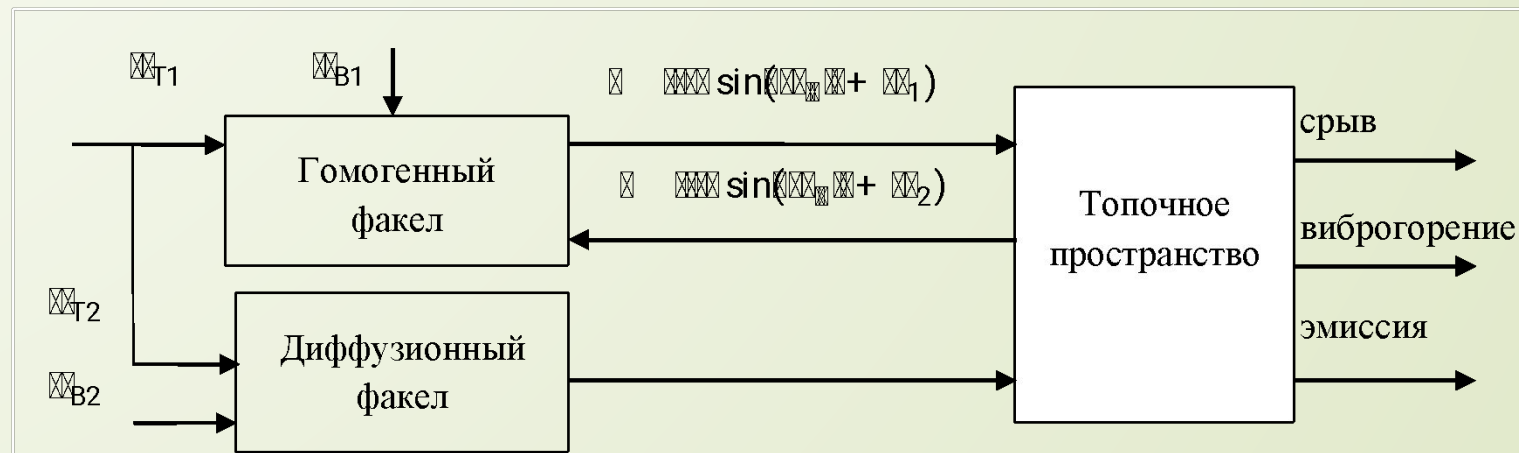 T1
B1
sin( + 1)
Гомогенный
факел
sin( + 2)
Топочное
пространство
срыв
виброгорение
эмиссия
T2
B2
Диффузионный
факел